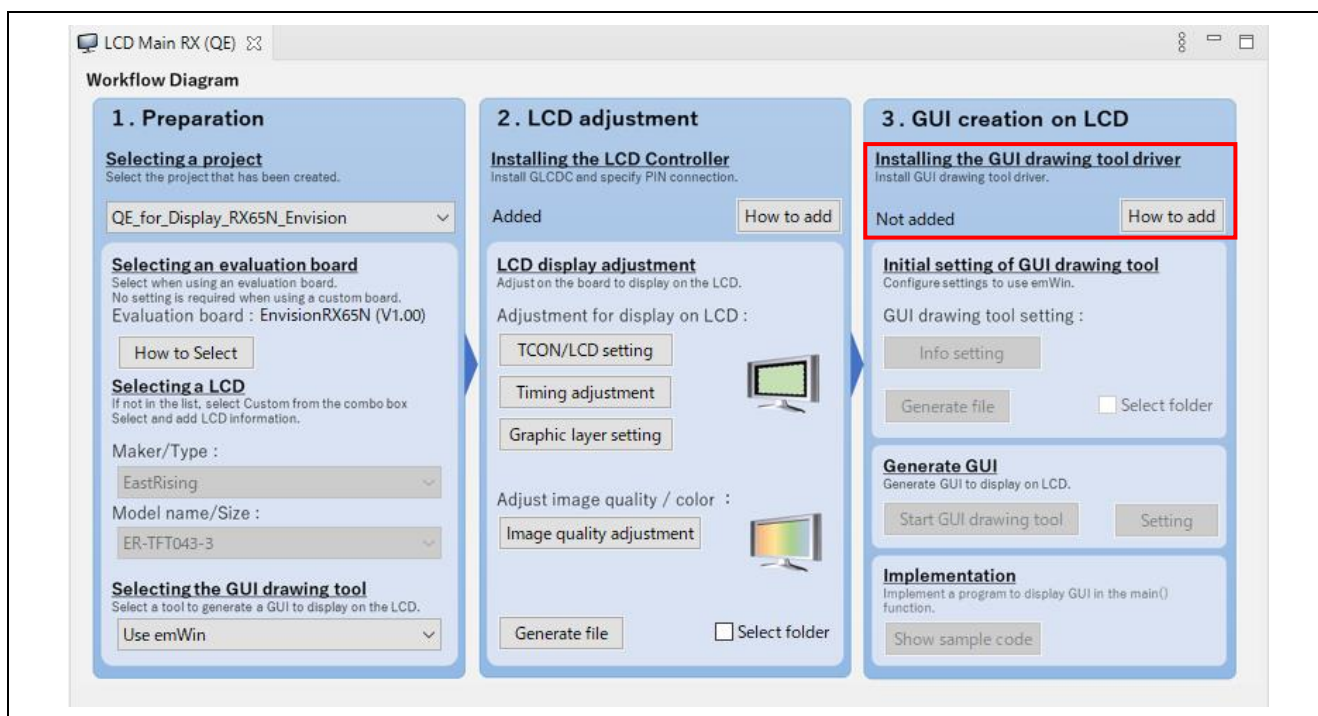 LCD Main RX (QE)
Workflow Diagram
1. Preparation
Selecting a project
Select the project that has been created.
QE_for_Display_RX65N_Envision
Selecting an evaluation board
Select when using an evaluation board.
No setting is required when using a custom board.
Evaluation board : EnvisionRX65N (V1.00)
How to Select
Selecting a LCD
If not in the list, select Custom from the combo box
Select and add LCD information.
Maker/Type :
EastRising
Model name/Size :
ER-TFT043-3
Selecting the GUI drawing tool
Select a tool to generate a GUI to display on the LCD.
Use emWin
2. LCD adjustment
Installing the LCD Controller
Install GLCDC and specify PIN connection.
Added
How to add
LCD display adjustment
Adjust on the board to display on the LCD.
Adjustment for display on LCD :
TCON/LCD setting
Timing adjustment
Graphic layer setting
Adjust image quality / color :
Image quality adjustment
Generate file
Select folder
3. GUI creation on LCD
Installing the GUI drawing tool driver
Install GUI drawing tool driver.
Not added
How to add
Initial setting of GUI drawing tool
Configure settings to use emWin.
GUI drawing tool setting :
Info setting
Generate file
Select folder
Generate GUI
Generate GUI to display on LCD.
Start GUI drawing tool
Setting
Implementation
Implement a program to display GUI in the main()
function.
Show sample code